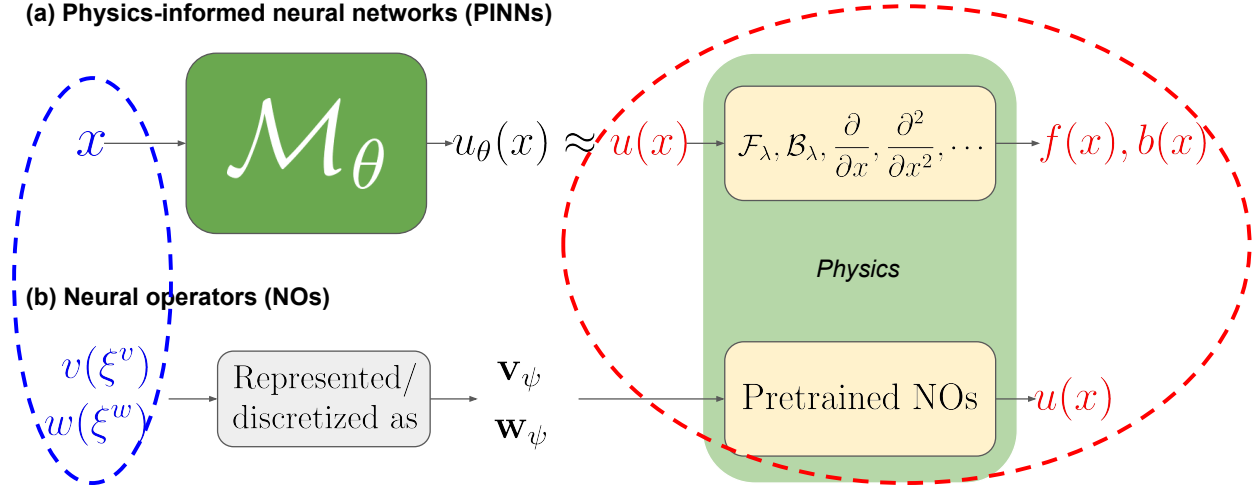 (a) Physics-informed neural networks (PINNs)
x
ℳ_θ
u_θ(x) ≈ u(x)
ℱ_λ, ℬ_λ, ∂/∂x, ∂²/∂x², ⋯
f(x), b(x)
Physics
(b) Neural operators (NOs)
v(ξ^v)
w(ξ^w)
Represented/
discretized as
𝐯_ψ
𝐰_ψ
Pretrained NOs
u(x)